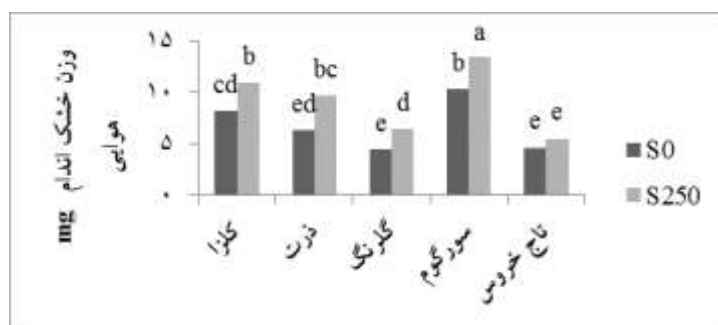 وزن خشک اندام
هوایی
mg
۱۵
۱۰
۵
۰
cd b
ed bc
e d
b a
e e
کلزا
ذرت
گلرنگ
سورگوم
تاج خروس
S0
S250